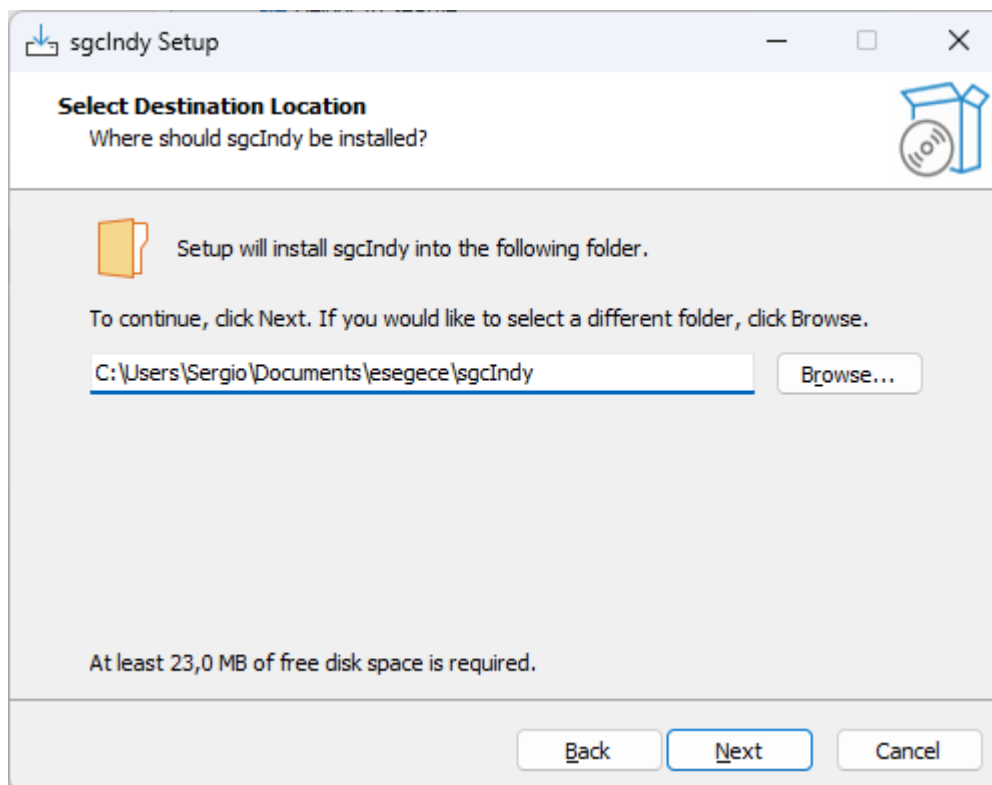 sgcIndy Setup
Select Destination Location
Where should sgcIndy be installed?
Setup will install sgcIndy into the following folder.
To continue, click Next. If you would like to select a different folder, click Browse.
C:\Users\Sergio\Documents\esegece\sgcIndy
Browse...
At least 23,0 MB of free disk space is required.
Back
Next
Cancel